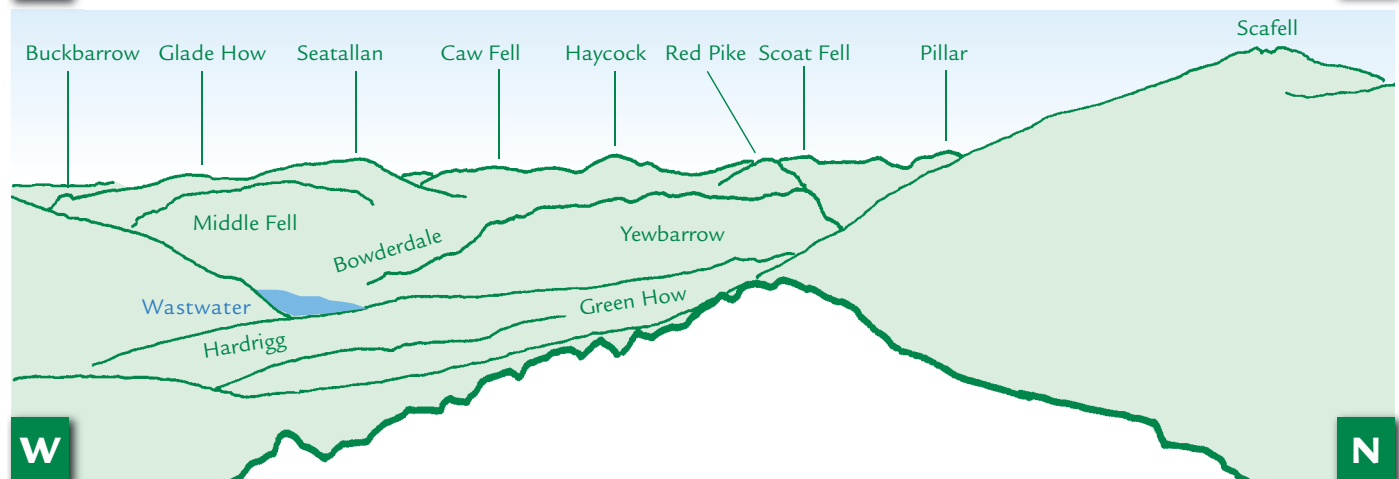 Scafell
Buckbarrow Glade How Seatallan Caw Fell Haycock Red Pike Scoat Fell Pillar
Middle Fell
Bowderdale
Yewbarrow
Wastwater
Green How
Hardrigg
W
N